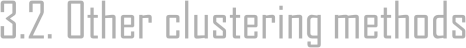 3.2. Other clustering methods